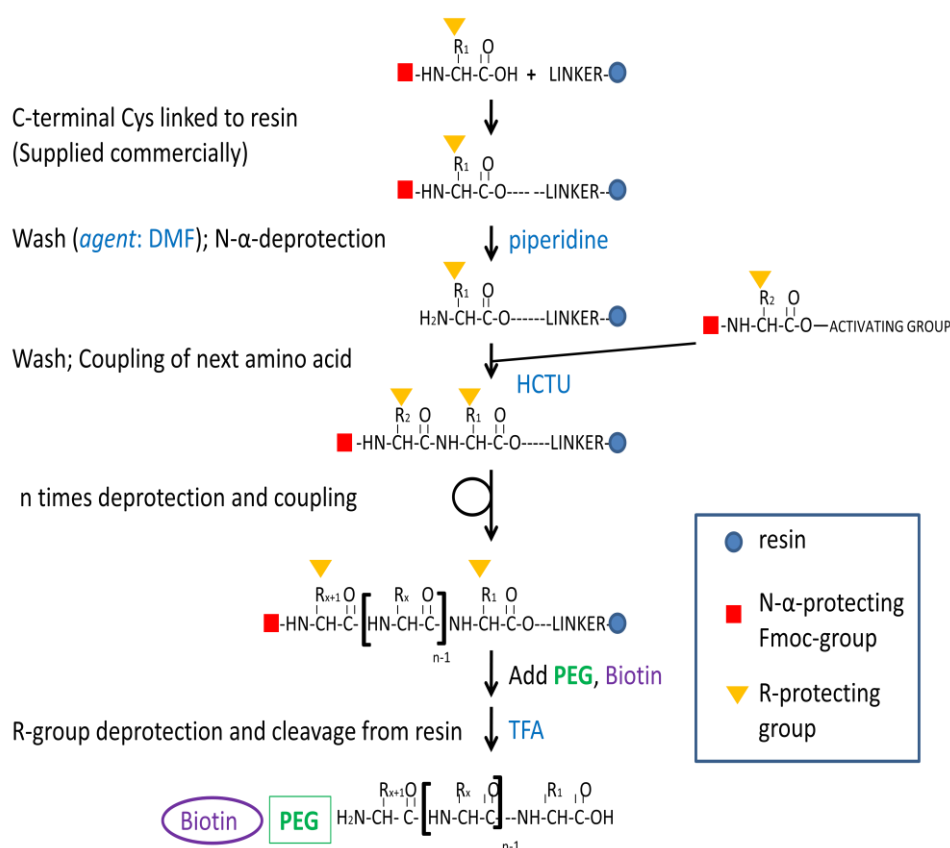 R1 O
-HN-CH-C-OH + LINKER-
C-terminal Cys linked to resin
(Supplied commercially)
R1 O
-HN-CH-C-O---- --LINKER-
Wash (agent: DMF); N-α-deprotection
piperidine
R1 O
H2N-CH-C-O------LINKER-
R2 O
-NH-CH-C-O—ACTIVATING GROUP
Wash; Coupling of next amino acid
HCTU
R2 O R1 O
-HN-CH-C-NH-CH-C-O-----LINKER-
n times deprotection and coupling
resin
N-α-protecting
Fmoc-group
R-protecting
group
Rx+1 O Rx O R1 O
-HN-CH-C-[HN-CH-C-]NH-CH-C-O---LINKER-
n-1
Add PEG, Biotin
R-group deprotection and cleavage from resin
TFA
Rx+1O Rx O R1 O
Biotin PEG H2N-CH- C-[HN-CH-C]--NH-CH-C-OH
n-1